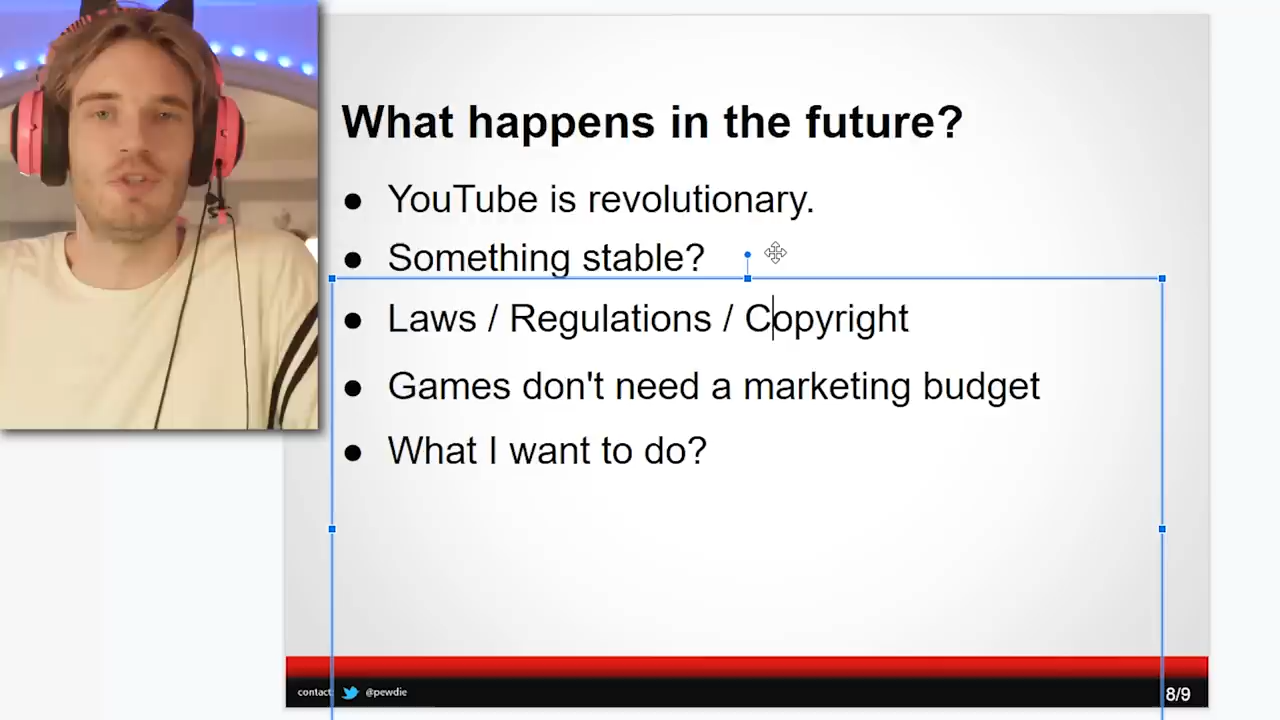 What happens in the future?
● YouTube is revolutionary.
● Something stable?
● Laws / Regulations / Copyright
● Games don't need a marketing budget
● What I want to do?
contact: @pewdie
8/9